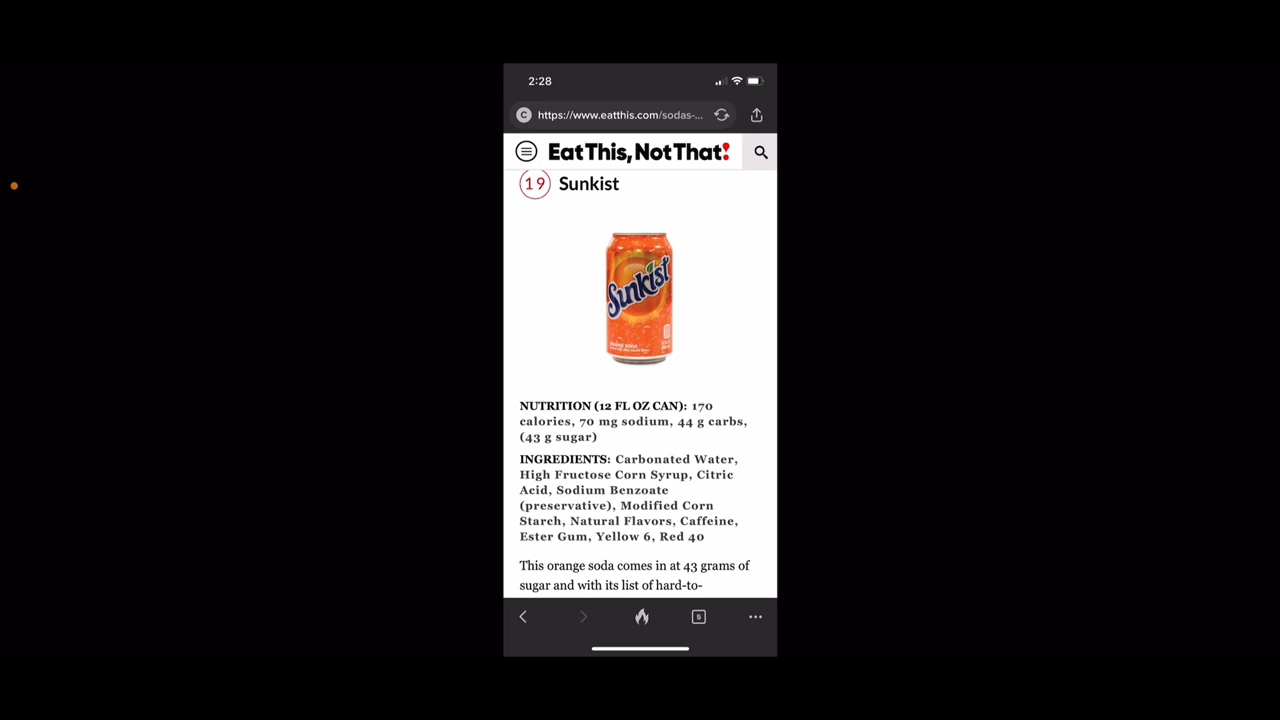 2:28
C https://www.eatthis.com/sodas-...
Eat This, Not That!
19 Sunkist
Sunkist
NUTRITION (12 FL OZ CAN): 170
calories, 70 mg sodium, 44 g carbs,
(43 g sugar)
INGREDIENTS: Carbonated Water,
High Fructose Corn Syrup, Citric
Acid, Sodium Benzoate
(preservative), Modified Corn
Starch, Natural Flavors, Caffeine,
Ester Gum, Yellow 6, Red 40
This orange soda comes in at 43 grams of
sugar and with its list of hard-to-
5